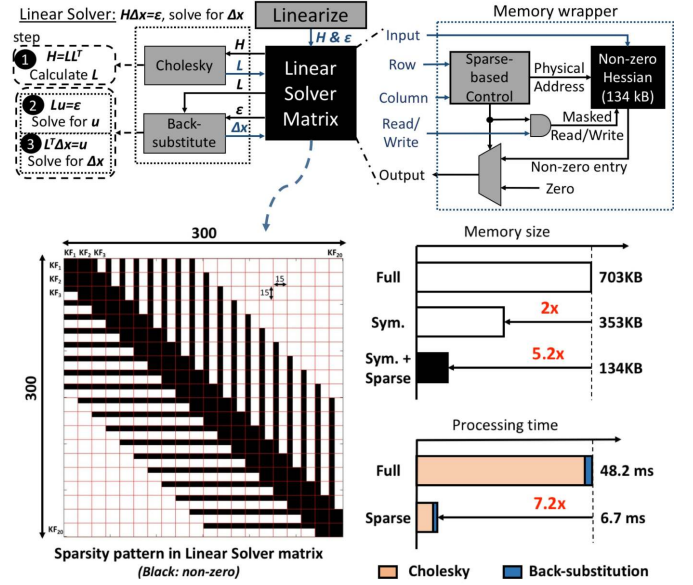 Linear Solver: HΔx=ε, solve for Δx
step
1 H=LLᵀ
Calculate L
2 Lu=ε
Solve for u
3 LᵀΔx=u
Solve for Δx
Cholesky
Back-
substitute
Linearize
H & ε
H
L
L
ε
Δx
Linear
Solver
Matrix
Memory wrapper
Input
Row
Column
Read/
Write
Output
Sparse-
based
Control
Physical
Address
Non-zero
Hessian
(134 kB)
Masked
Read/Write
Non-zero entry
Zero
300
KF₁ KF₂ KF₃
KF₂₀
KF₁
KF₂
KF₃
15
15
300
KF₂₀
Sparsity pattern in Linear Solver matrix
(Black: non-zero)
Memory size
Full
703KB
Sym.
2x
353KB
Sym. +
Sparse
5.2x
134KB
Processing time
Full
48.2 ms
Sparse
7.2x
6.7 ms
Cholesky
Back-substitution